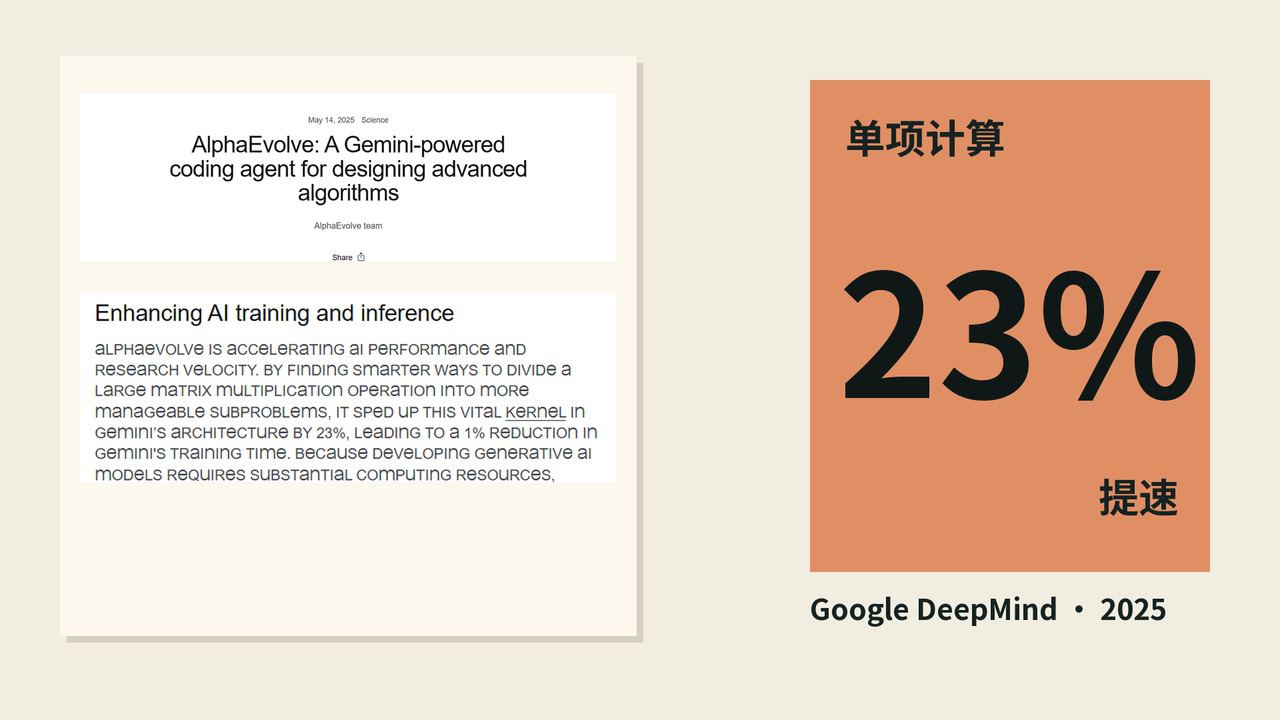 May 14, 2025 Science
AlphaEvolve: A Gemini-powered
coding agent for designing advanced
algorithms
AlphaEvolve team
Share
Enhancing AI training and inference
aLPHaeVOLVe IS aCCeLeRaTInG aI PeRFORmance anD
ReSeaRCH VeLOCITY. BY FInDInG SmaRTeR WaYS TO DIVIDe a
LaRGe maTRIX muLTIPLICaTIOn OPeRaTIOn InTO mORe
manaGeaBLe SuBPROBLemS, IT SPeD uP THIS VITaL KeRneL In
GemInI'S aRCHITeCTuRe BY 23%, LeaDInG TO a 1% ReDuCTIOn In
GemInI'S TRaInInG TIme. BeCauSe DeVeLOPInG GeneRaTIVe aI
mODeLS ReQuIReS SuBSTanTIaL COmPuTInG ReSOuRCeS,
单项计算
23%
提速
Google DeepMind · 2025